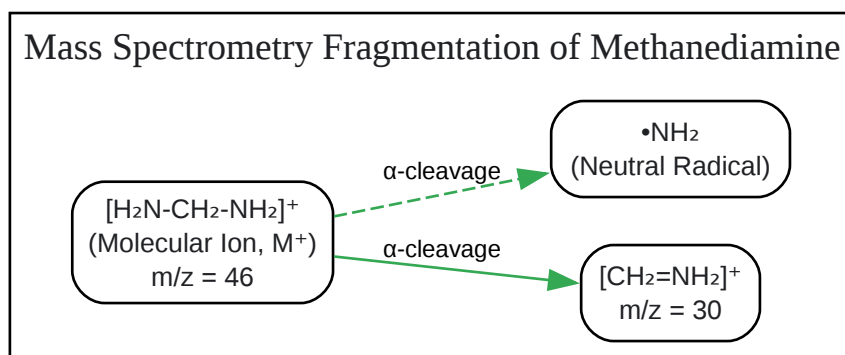 Mass Spectrometry Fragmentation of Methanediamine
•NH₂
(Neutral Radical)
α-cleavage
[H₂N-CH₂-NH₂]⁺
(Molecular Ion, M⁺)
m/z = 46
α-cleavage
[CH₂=NH₂]⁺
m/z = 30